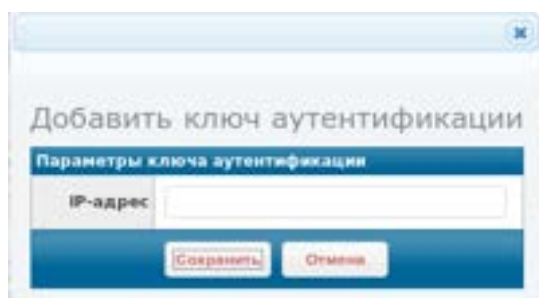 Добавить ключ аутентификации
Параметры ключа аутентификации
IP-адрес
Сохранить
Отмена